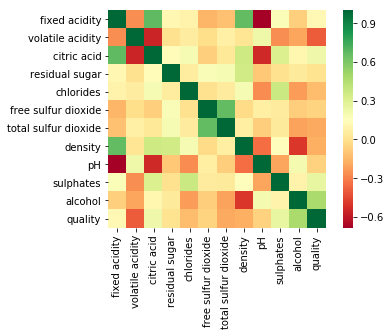 fixed acidity
volatile acidity
citric acid
residual sugar
chlorides
free sulfur dioxide
total sulfur dioxide
density
pH
sulphates
alcohol
quality
0.9
0.6
0.3
0.0
−0.3
−0.6
fixed acidity
volatile acidity
citric acid
residual sugar
chlorides
free sulfur dioxide
total sulfur dioxide
density
pH
sulphates
alcohol
quality